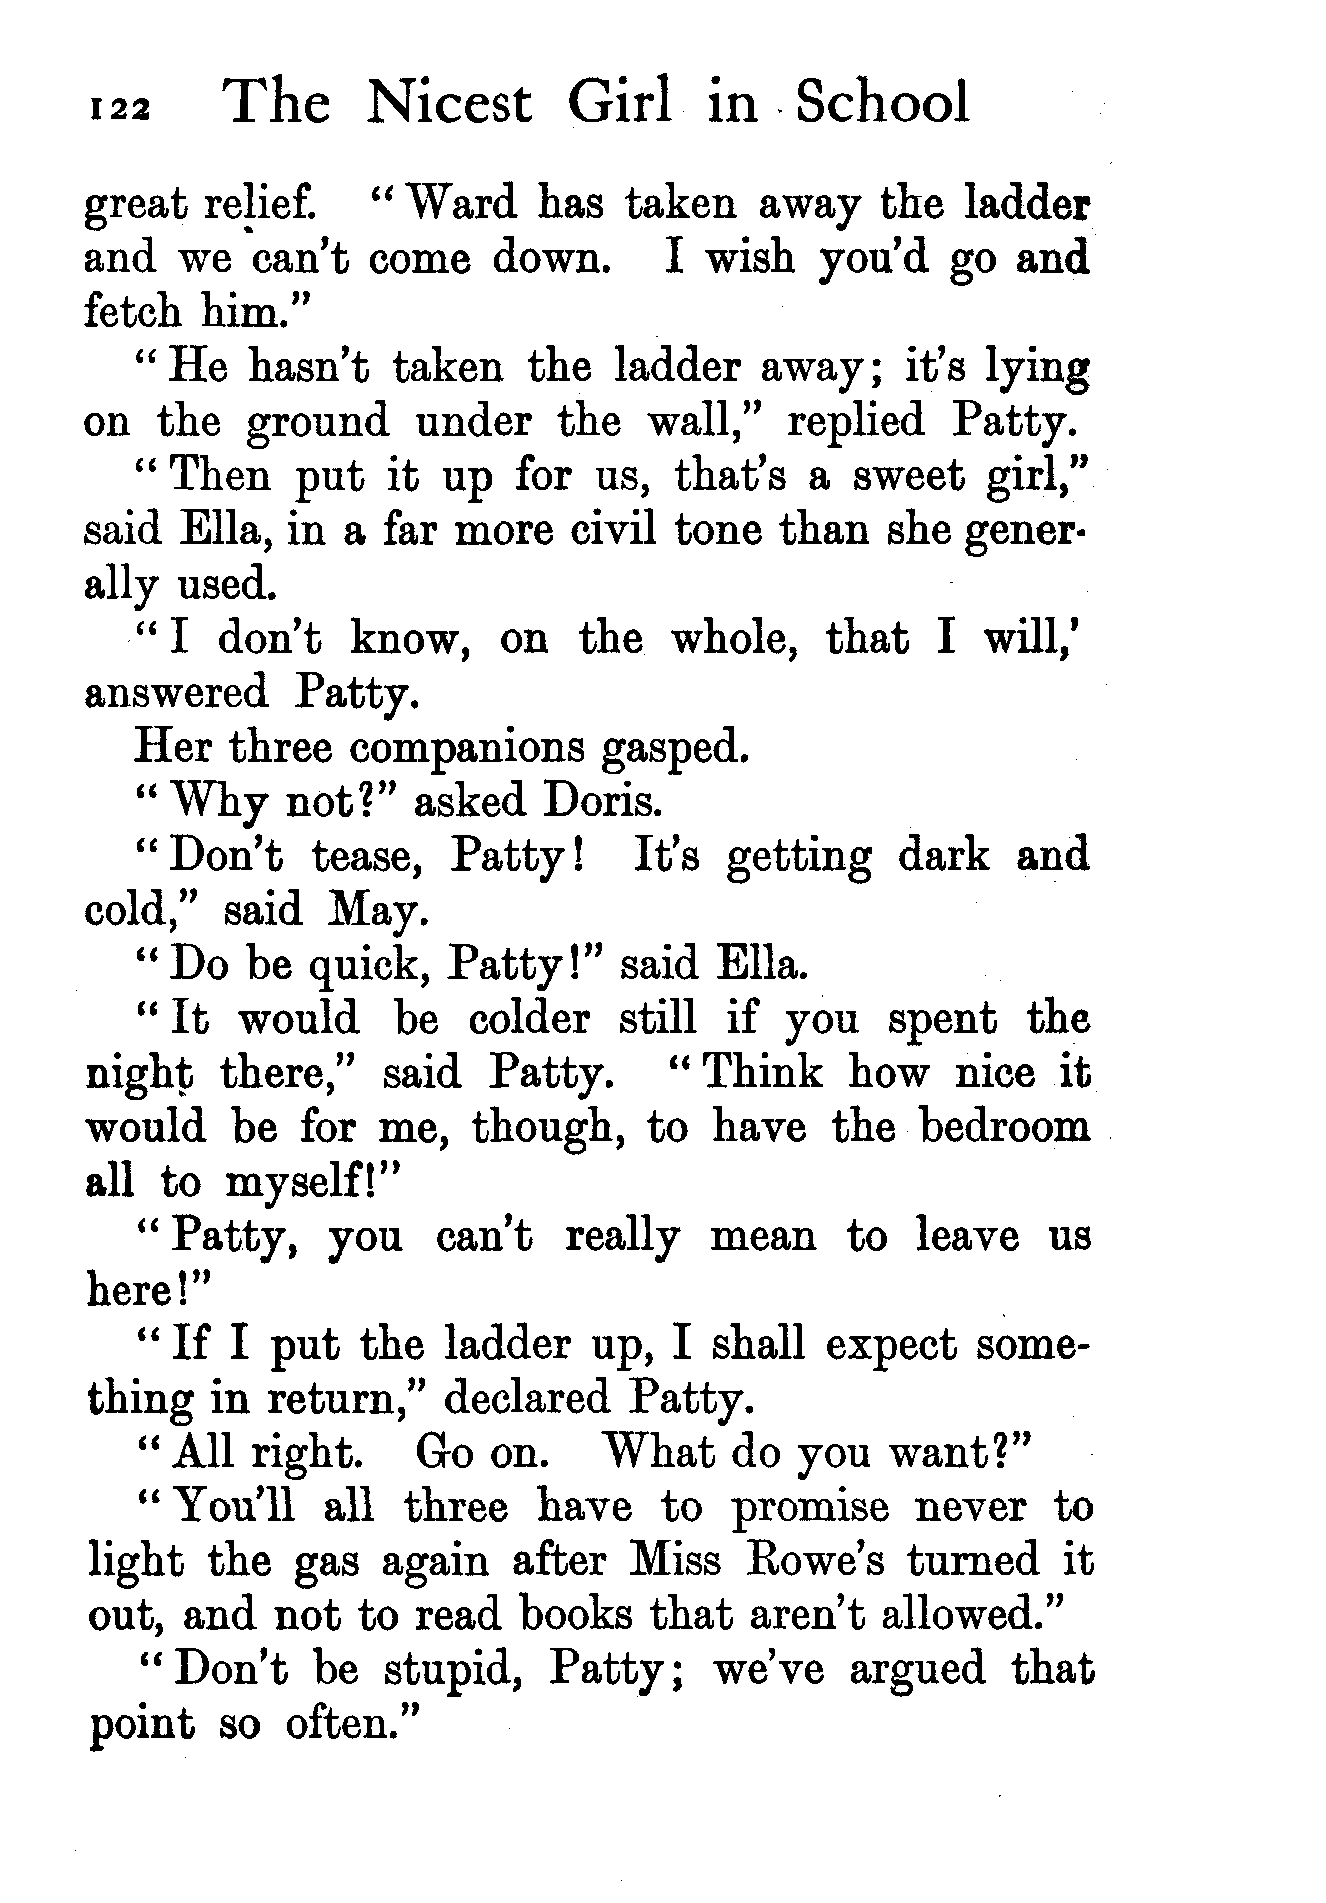 122 The Nicest Girl in School
great relief. “Ward has taken away the ladder
and we can’t come down. I wish you’d go and
fetch him.”
“He hasn’t taken the ladder away; it’s lying
on the ground under the wall,” replied Patty.
“Then put it up for us, that’s a sweet girl,”
said Ella, in a far more civil tone than she gener-
ally used.
“I don’t know, on the whole, that I will,’
answered Patty.
Her three companions gasped.
“Why not?” asked Doris.
“Don’t tease, Patty! It’s getting dark and
cold,” said May.
“Do be quick, Patty!” said Ella.
“It would be colder still if you spent the
night there,” said Patty. “Think how nice it
would be for me, though, to have the bedroom
all to myself!”
“Patty, you can’t really mean to leave us
here!”
“If I put the ladder up, I shall expect some-
thing in return,” declared Patty.
“All right. Go on. What do you want?”
“You’ll all three have to promise never to
light the gas again after Miss Rowe’s turned it
out, and not to read books that aren’t allowed.”
“Don’t be stupid, Patty; we’ve argued that
point so often.”